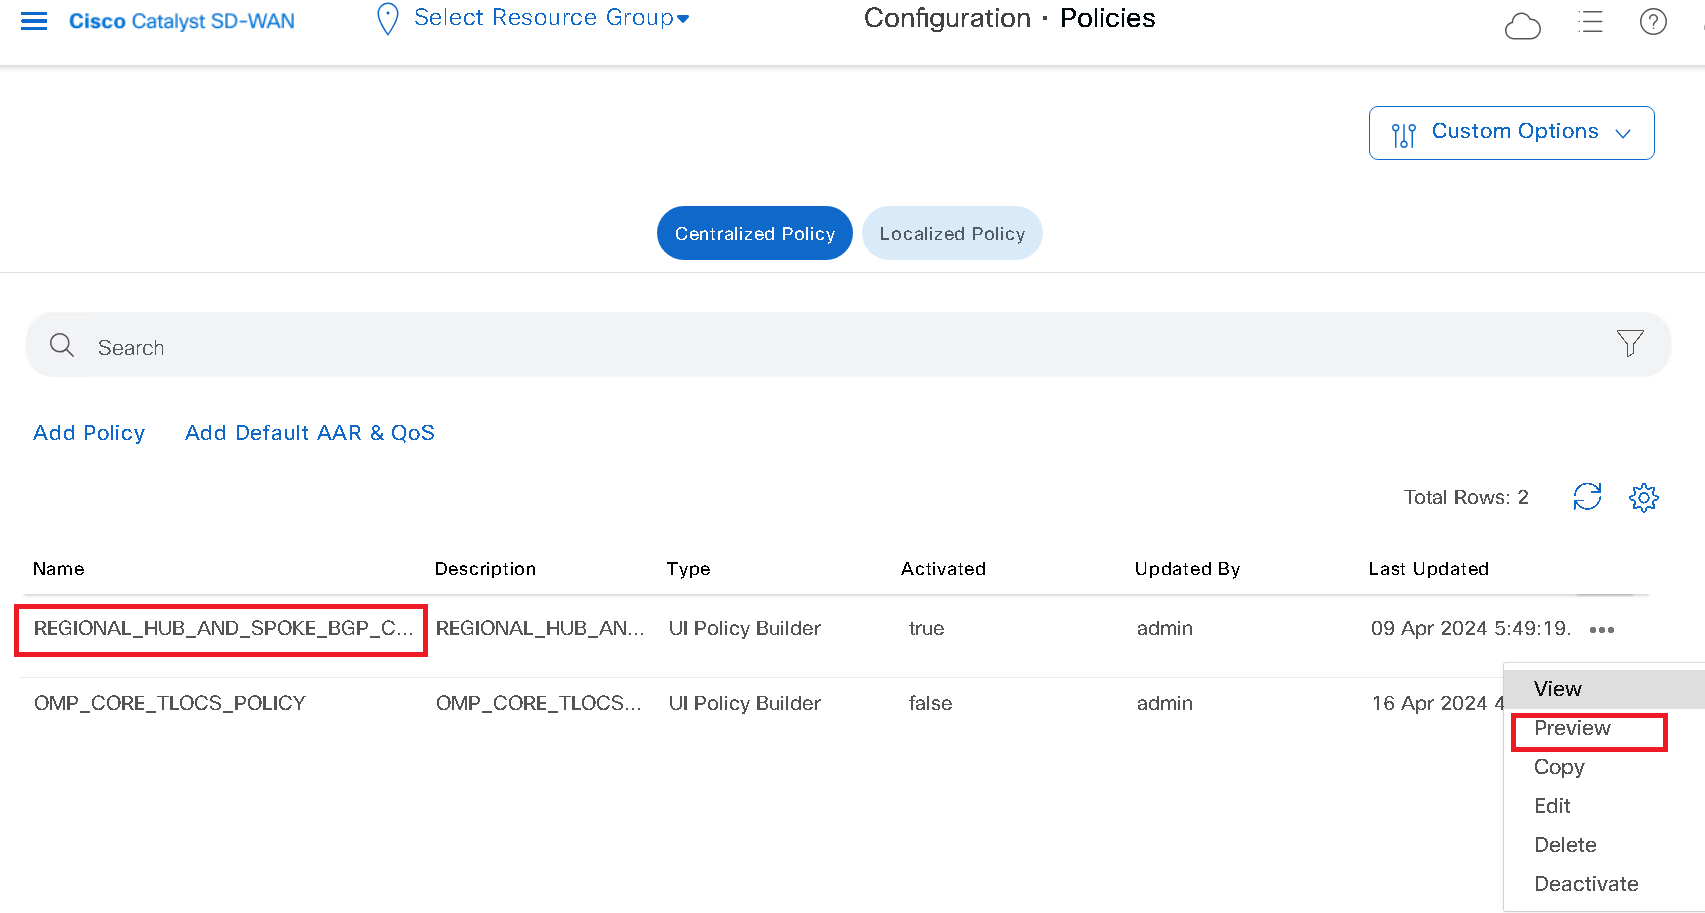 Cisco Catalyst SD-WAN Select Resource Group Configuration · Policies ?
Custom Options
Centralized Policy Localized Policy
Search
Add Policy Add Default AAR & QoS
Total Rows: 2
Name Description Type Activated Updated By Last Updated
REGIONAL_HUB_AND_SPOKE_BGP_C... REGIONAL_HUB_AN... UI Policy Builder true admin 09 Apr 2024 5:49:19. •••
OMP_CORE_TLOCS_POLICY OMP_CORE_TLOCS... UI Policy Builder false admin 16 Apr 2024 4
View
Preview
Copy
Edit
Delete
Deactivate